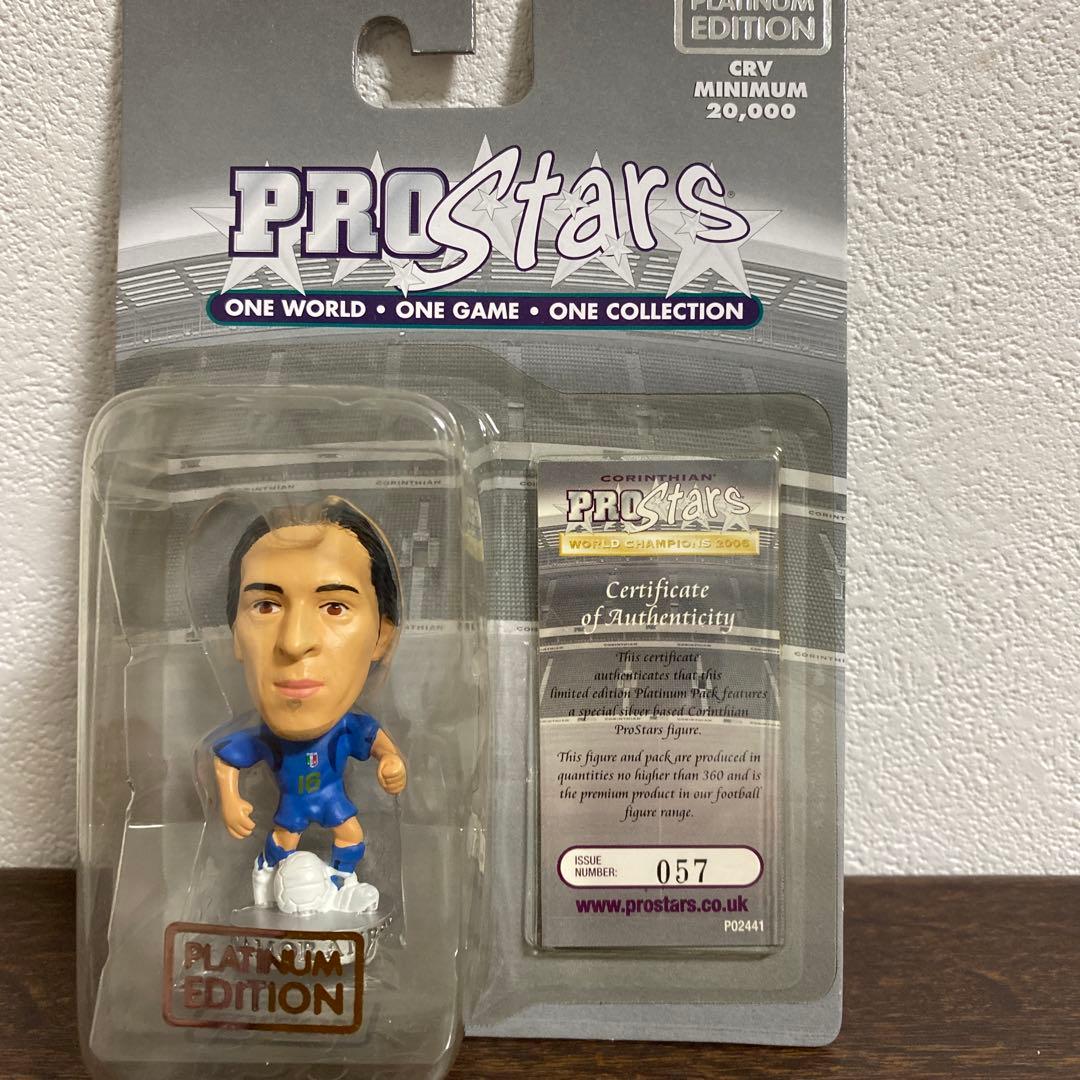 PLATINUM
EDITION
CRV
MINIMUM
20,000
PROStars
ONE WORLD • ONE GAME • ONE COLLECTION
CORINTHIAN
CORINTHIAN
PROStars
WORLD CHAMPIONS 2006
Certificate
of Authenticity
This certificate
authenticates that this
limited edition Platinum Pack features
a special silver based Corinthian
ProStars figure.
This figure and pack are produced in
quantities no higher than 360 and is
the premium product in our football
figure range.
ISSUE
NUMBER: 057
www.prostars.co.uk
P02441
16
PLATINUM
EDITION